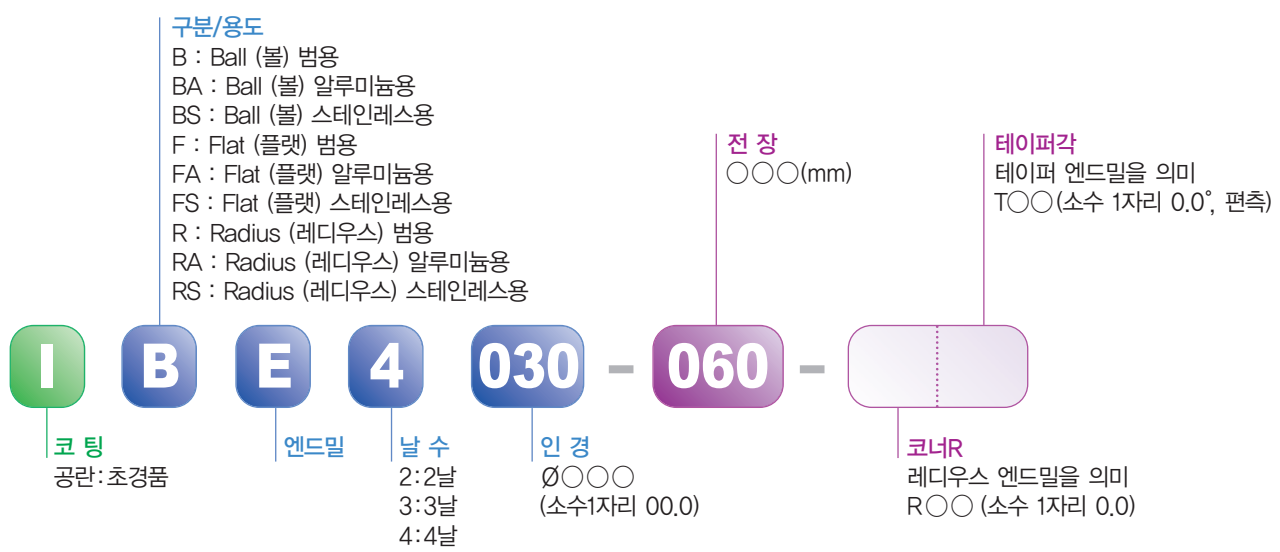 구분/용도
B : Ball (볼) 범용
BA : Ball (볼) 알루미늄용
BS : Ball (볼) 스테인레스용
F : Flat (플랫) 범용
FA : Flat (플랫) 알루미늄용
FS : Flat (플랫) 스테인레스용
R : Radius (레디우스) 범용
RA : Radius (레디우스) 알루미늄용
RS : Radius (레디우스) 스테인레스용
전 장
○○○(mm)
테이퍼각
테이퍼 엔드밀을 의미
T○○(소수 1자리 0.0°, 편측)
I B E 4 030 - 060 -
코 팅
공란:초경품
엔드밀
날 수
2:2날
3:3날
4:4날
인 경
Ø○○○
(소수1자리 00.0)
코너R
레디우스 엔드밀을 의미
R○○ (소수 1자리 0.0)